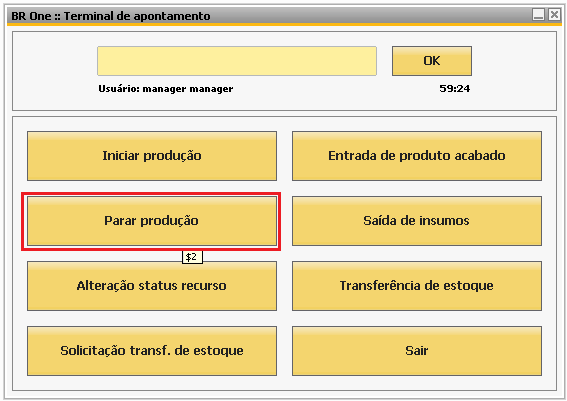 BR One :: Terminal de apontamento
OK
Usuário: manager manager 59:24
Iniciar produção Entrada de produto acabado
Parar produção Saída de insumos
$2
Alteração status recurso Transferência de estoque
Solicitação transf. de estoque Sair